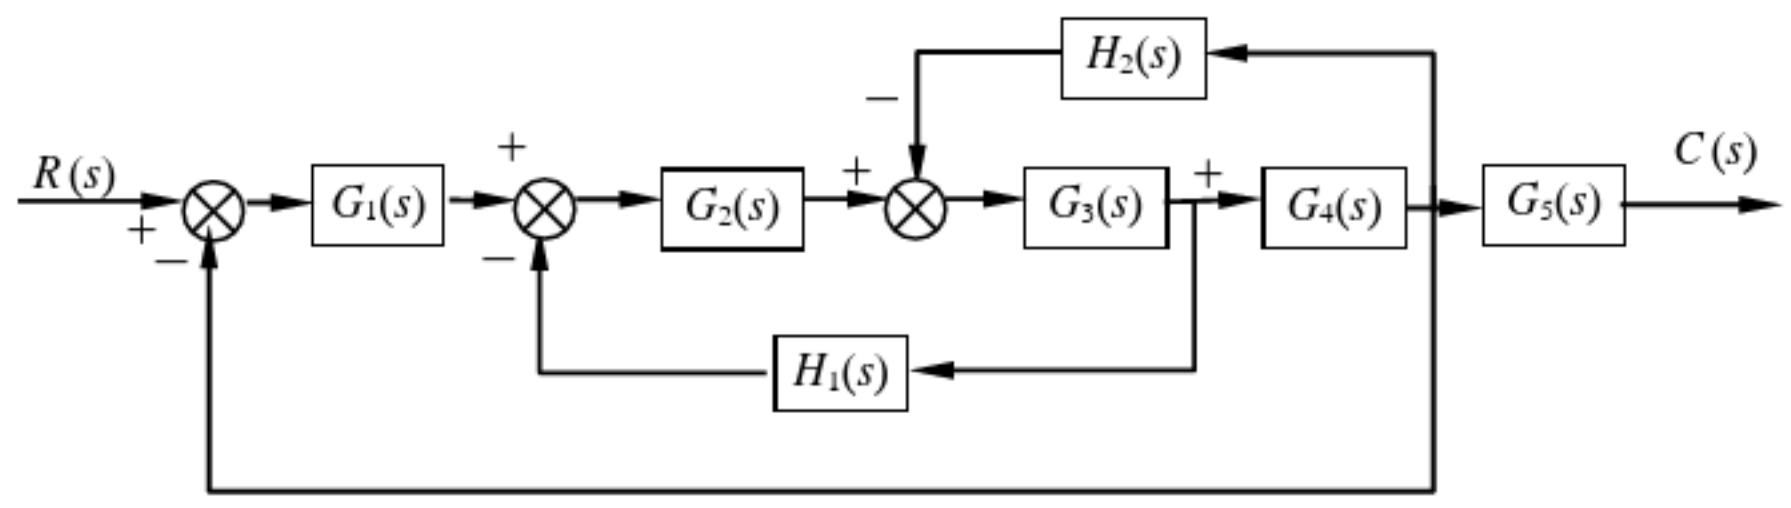 H₂(s)
−
+
+
+
R(s)
C(s)
G₁(s)
G₂(s)
G₃(s)
G₄(s)
G₅(s)
+
−
−
H₁(s)